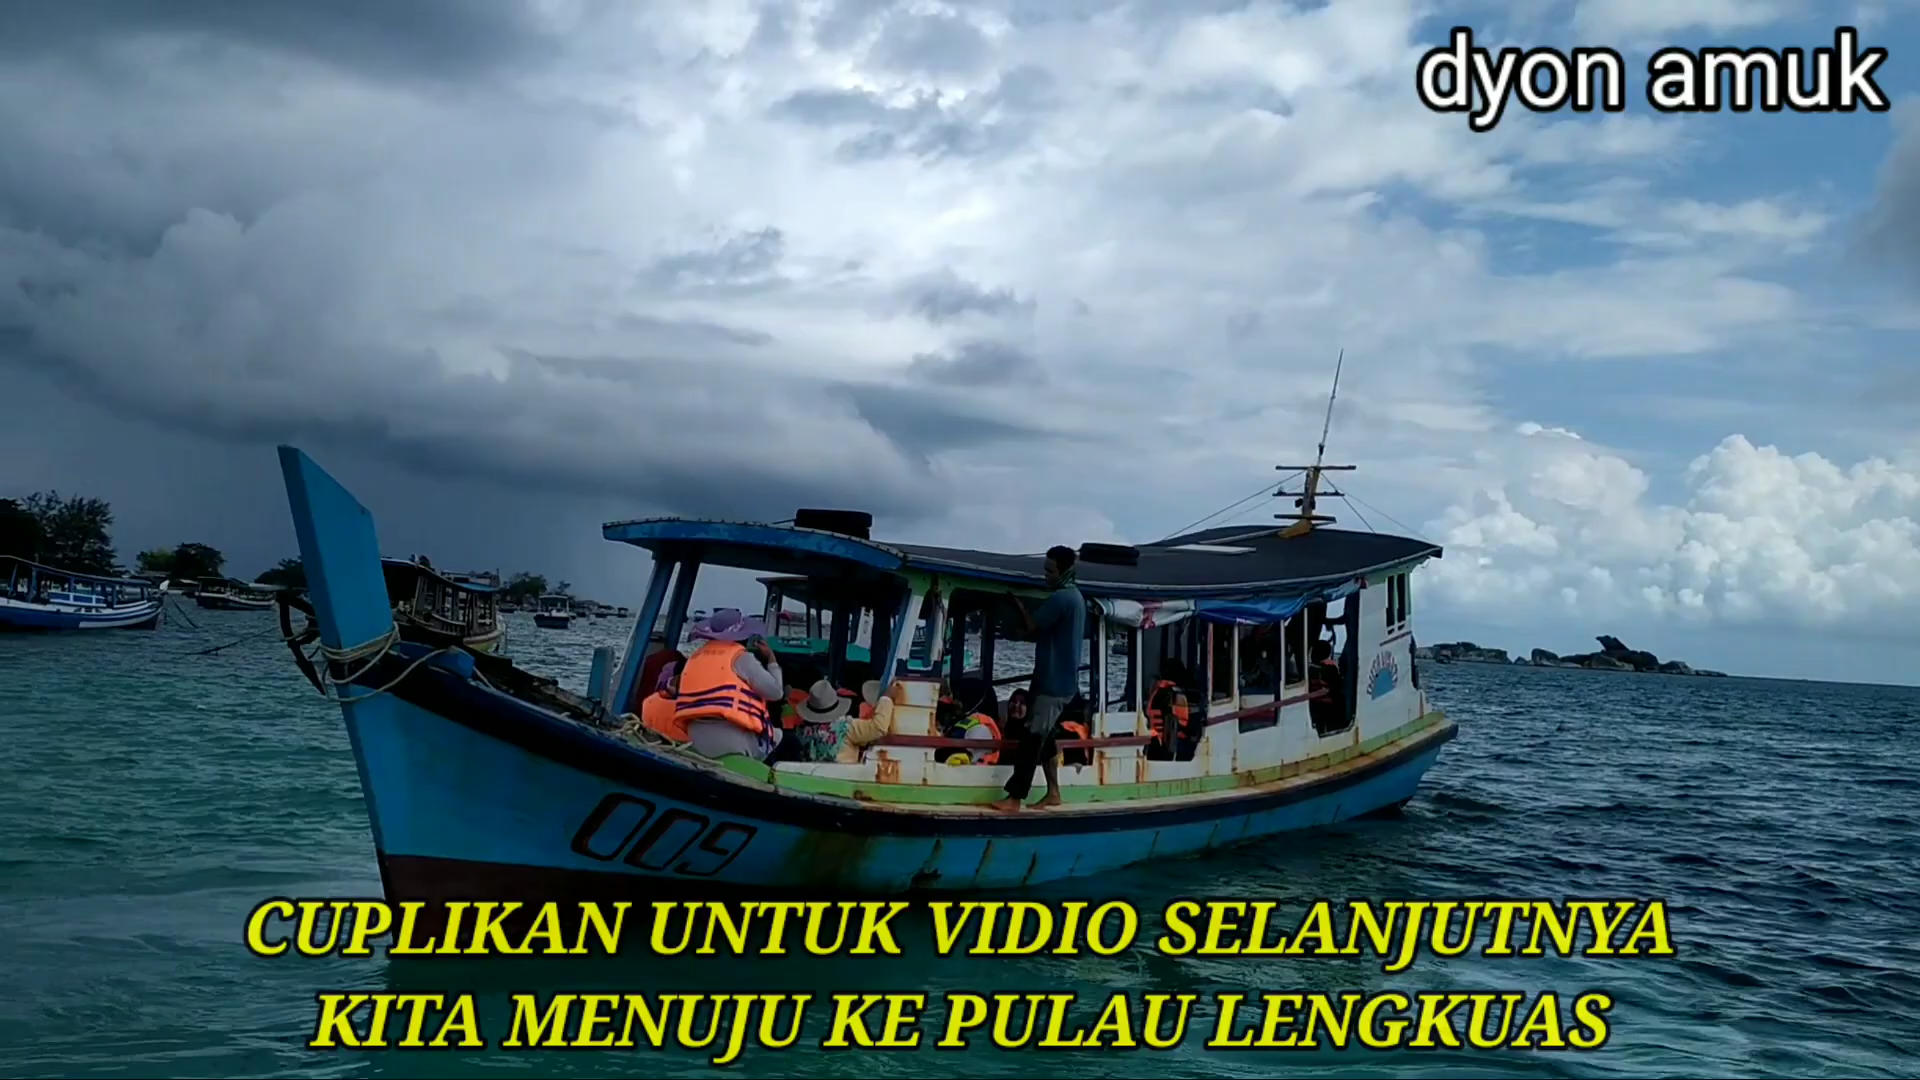 dyon amuk
009
CUPLIKAN UNTUK VIDIO SELANJUTNYA
KITA MENUJU KE PULAU LENGKUAS